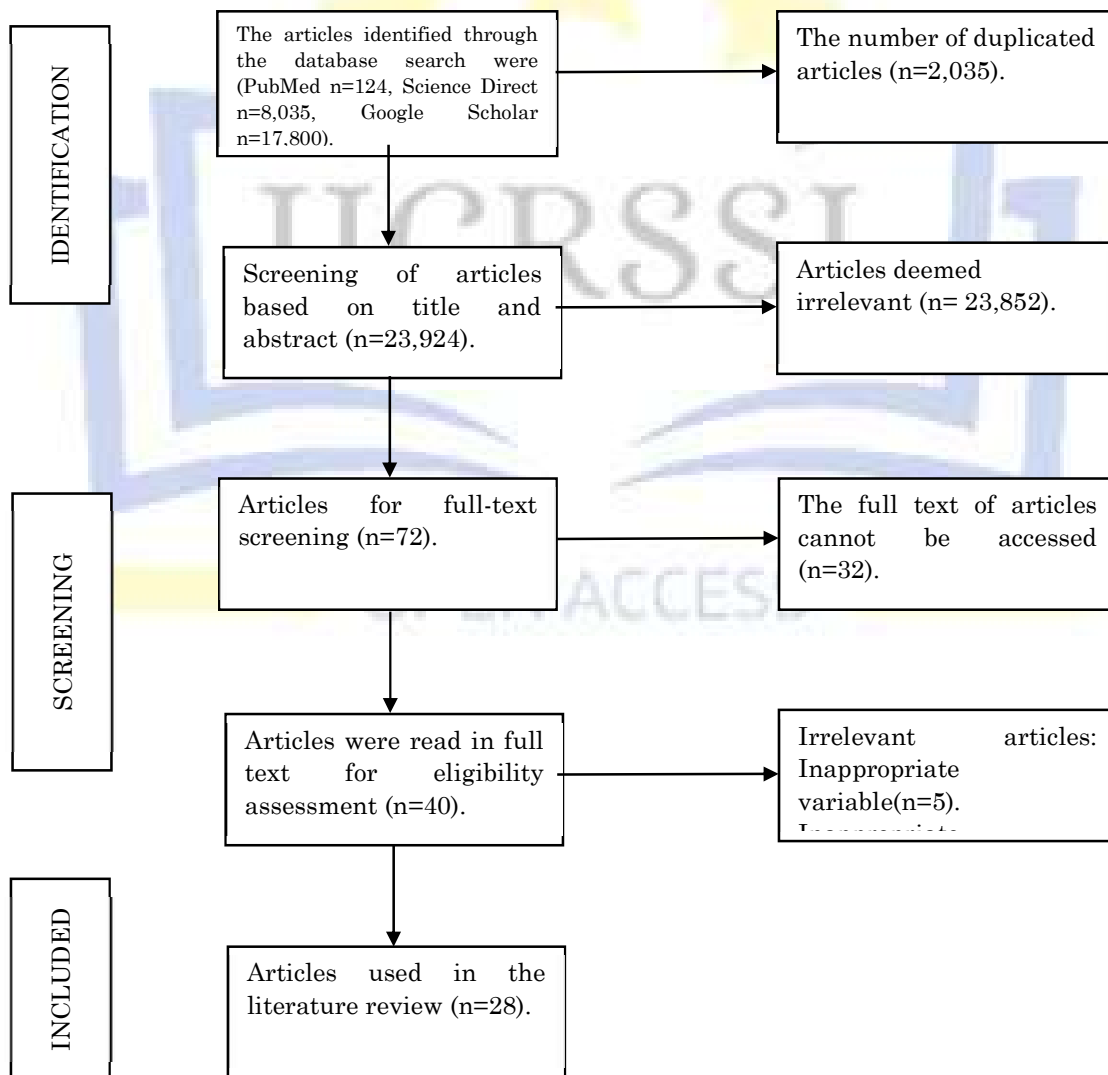 IDENTIFICATION
The articles identified through
the database search were
(PubMed n=124, Science Direct
n=8,035, Google Scholar
n=17,800).
The number of duplicated
articles (n=2,035).
Screening of articles
based on title and
abstract (n=23,924).
Articles deemed
irrelevant (n= 23,852).
SCREENING
Articles for full-text
screening (n=72).
The full text of articles
cannot be accessed
(n=32).
ACCESS
Articles were read in full
text for eligibility
assessment (n=40).
Irrelevant articles:
Inappropriate
variable(n=5).
INCLUDED
Articles used in the
literature review (n=28).